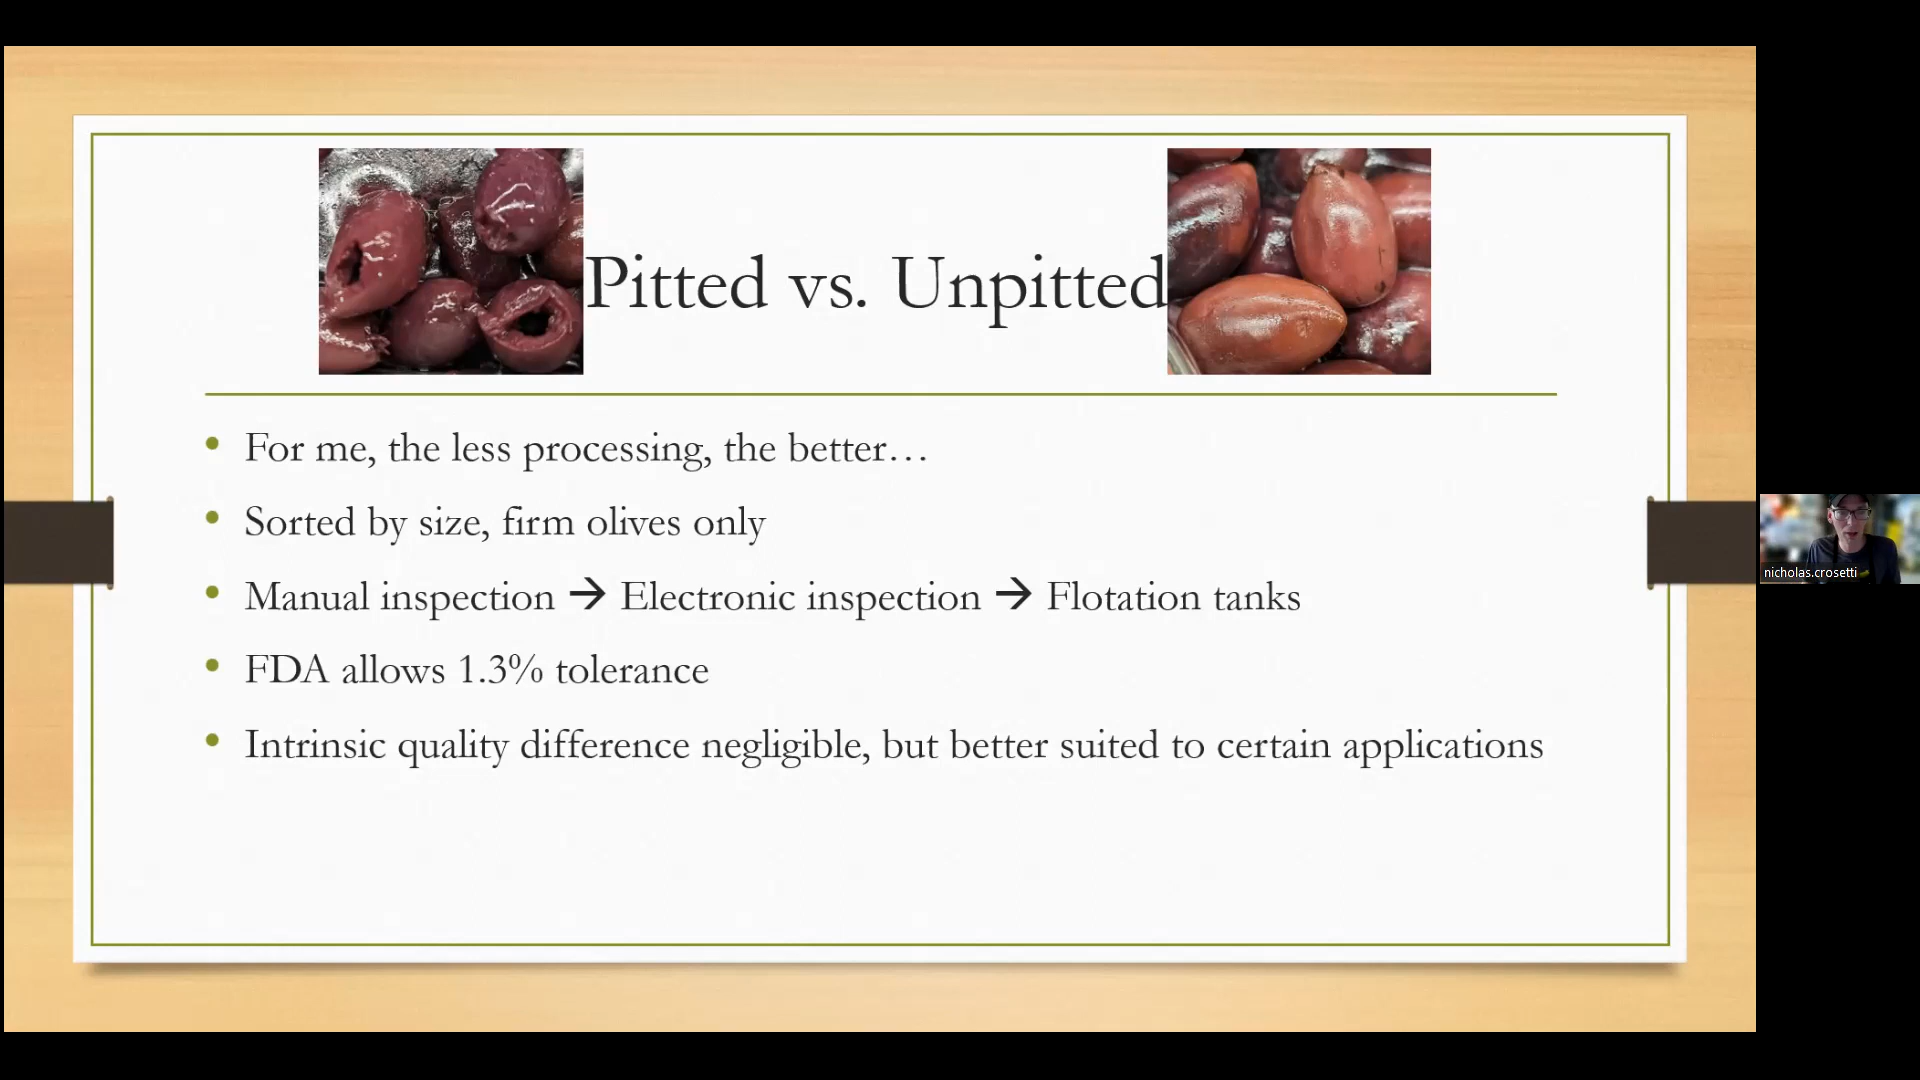 Pitted vs. Unpitted
• For me, the less processing, the better…
• Sorted by size, firm olives only
• Manual inspection → Electronic inspection → Flotation tanks
• FDA allows 1.3% tolerance
• Intrinsic quality difference negligible, but better suited to certain applications
nicholas.crosetti